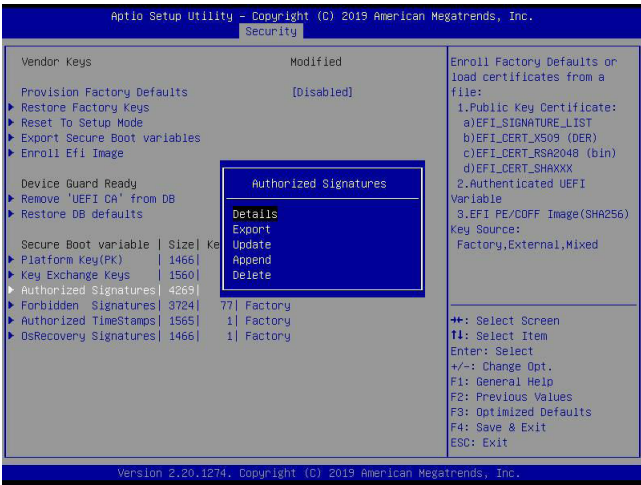 Aptio Setup Utility – Copyright (C) 2019 American Megatrends, Inc.
Security
Vendor Keys Modified
Provision Factory Defaults [Disabled]
Restore Factory Keys
Reset To Setup Mode
Export Secure Boot variables
Enroll Efi Image
Device Guard Ready
Remove 'UEFI CA' from DB
Restore DB defaults
Secure Boot variable | Size| Ke
Platform Key(PK) | 1466|
Key Exchange Keys | 1560|
Authorized Signatures| 4269|
Forbidden Signatures| 3724| 77| Factory
Authorized TimeStamps| 1565| 1| Factory
OsRecovery Signatures| 1466| 1| Factory
Authorized Signatures
Details
Export
Update
Append
Delete
Enroll Factory Defaults or
load certificates from a
file:
1.Public Key Certificate:
a)EFI_SIGNATURE_LIST
b)EFI_CERT_X509 (DER)
c)EFI_CERT_RSA2048 (bin)
d)EFI_CERT_SHAXXX
2.Authenticated UEFI
Variable
3.EFI PE/COFF Image(SHA256)
Key Source:
Factory,External,Mixed
→←: Select Screen
↑↓: Select Item
Enter: Select
+/-: Change Opt.
F1: General Help
F2: Previous Values
F3: Optimized Defaults
F4: Save & Exit
ESC: Exit
Version 2.20.1274. Copyright (C) 2019 American Megatrends, Inc.